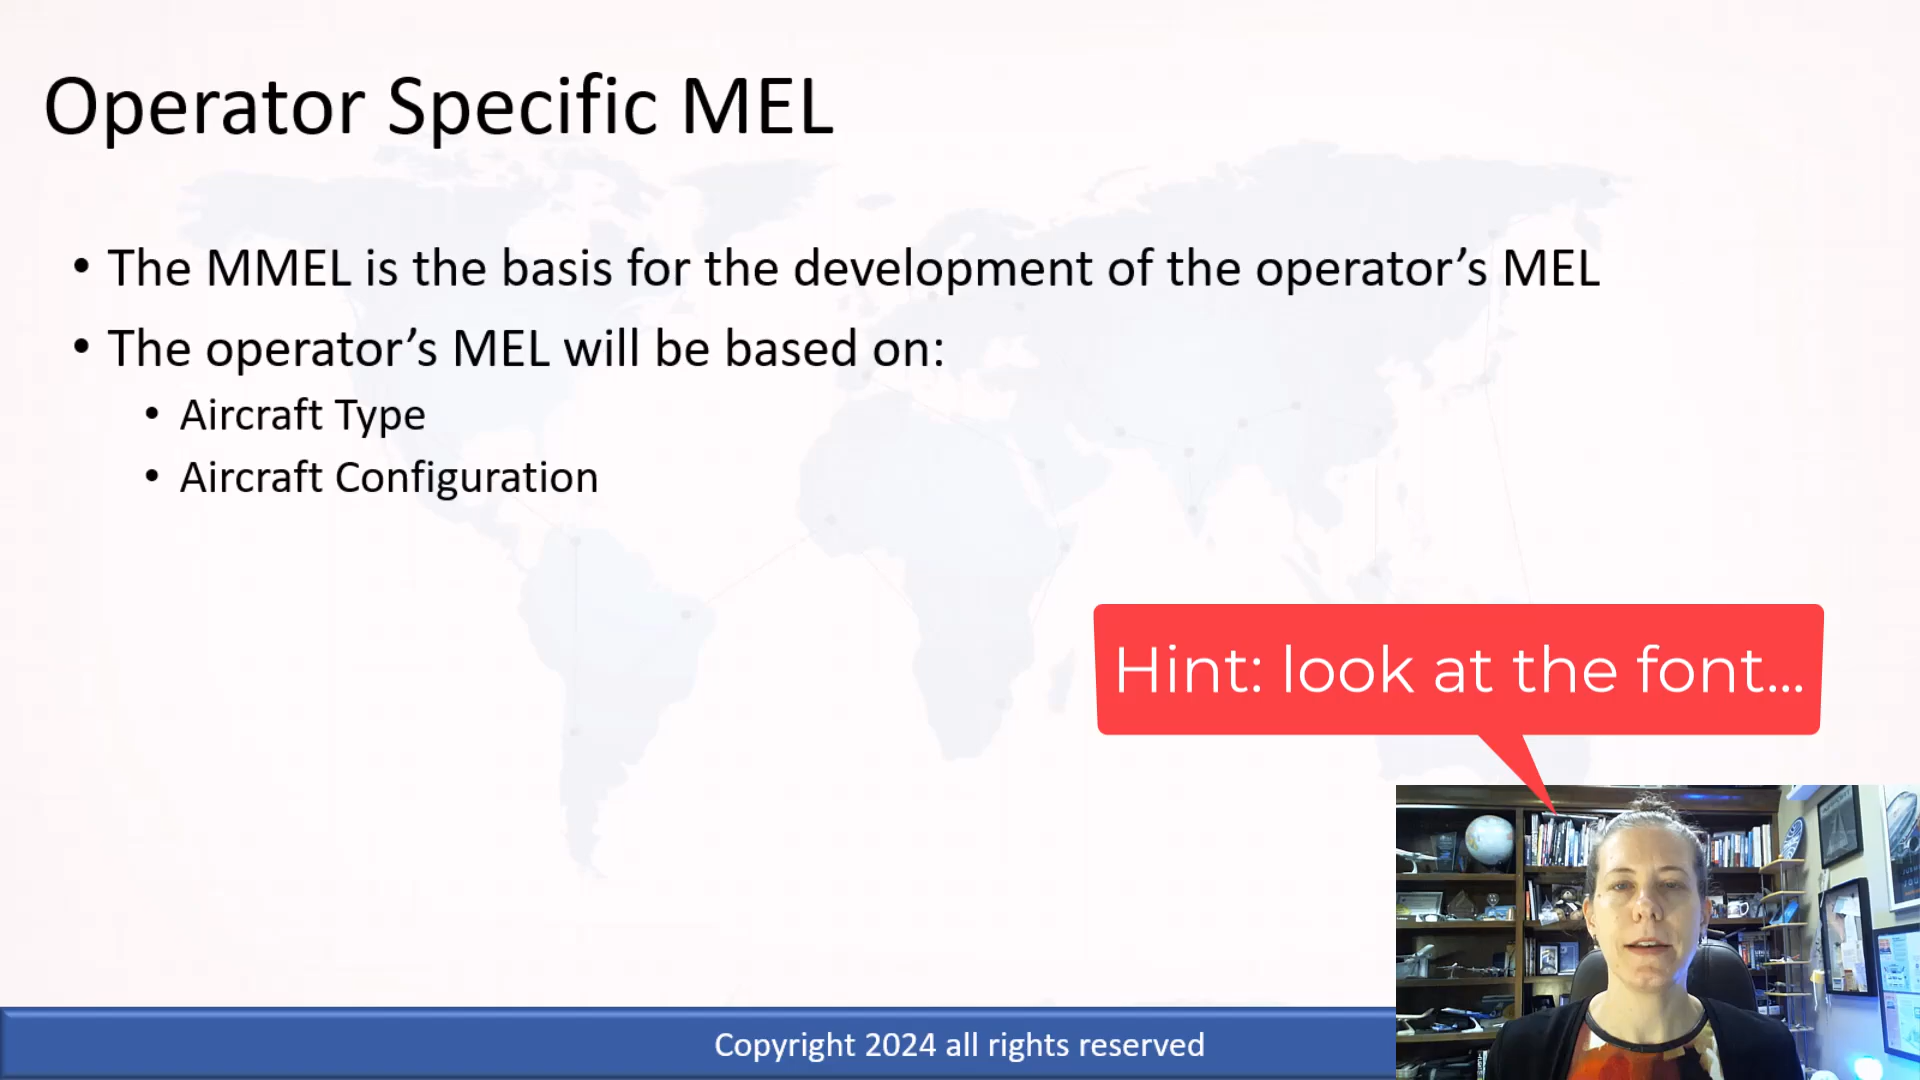 Operator Specific MEL
• The MMEL is the basis for the development of the operator’s MEL
• The operator’s MEL will be based on:
• Aircraft Type
• Aircraft Configuration
Hint: look at the font...
Copyright 2024 all rights reserved